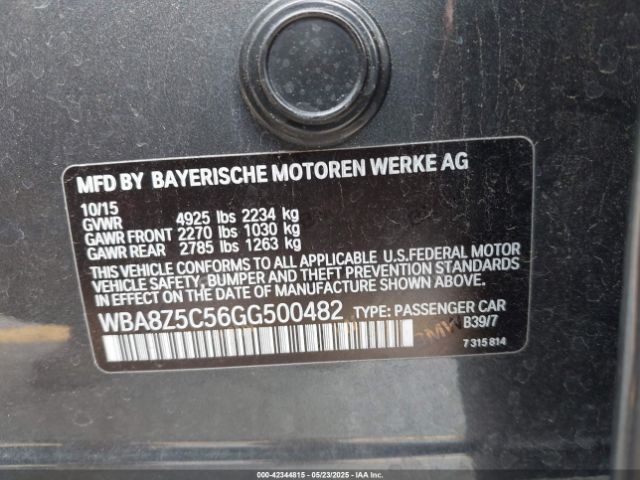 MFD BY BAYERISCHE MOTOREN WERKE AG
10/15
GVWR 4925 lbs 2234 kg
GAWR FRONT 2270 lbs 1030 kg
GAWR REAR 2785 lbs 1263 kg
THIS VEHICLE CONFORMS TO ALL APPLICABLE U.S.FEDERAL MOTOR
VEHICLE SAFETY, BUMPER AND THEFT PREVENTION STANDARDS
IN EFFECT ON THE DATE OF MANUFACTURE SHOWN ABOVE.
WBA8Z5C56GG500482 TYPE: PASSENGER CAR
B39/7
7 315 814
000-42344815 - 05/23/2025 - IAAI Public